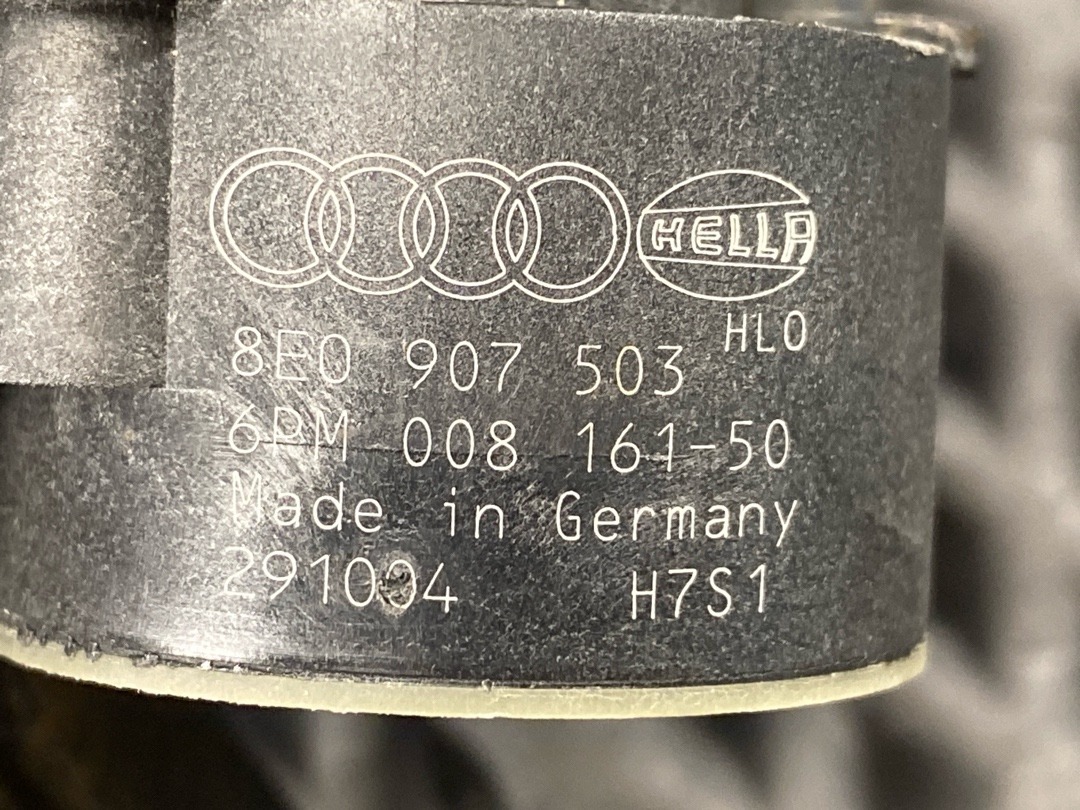 HELLA
HLO
8E0 907 503
6PM 008 161-50
Made in Germany
291004 H7S1